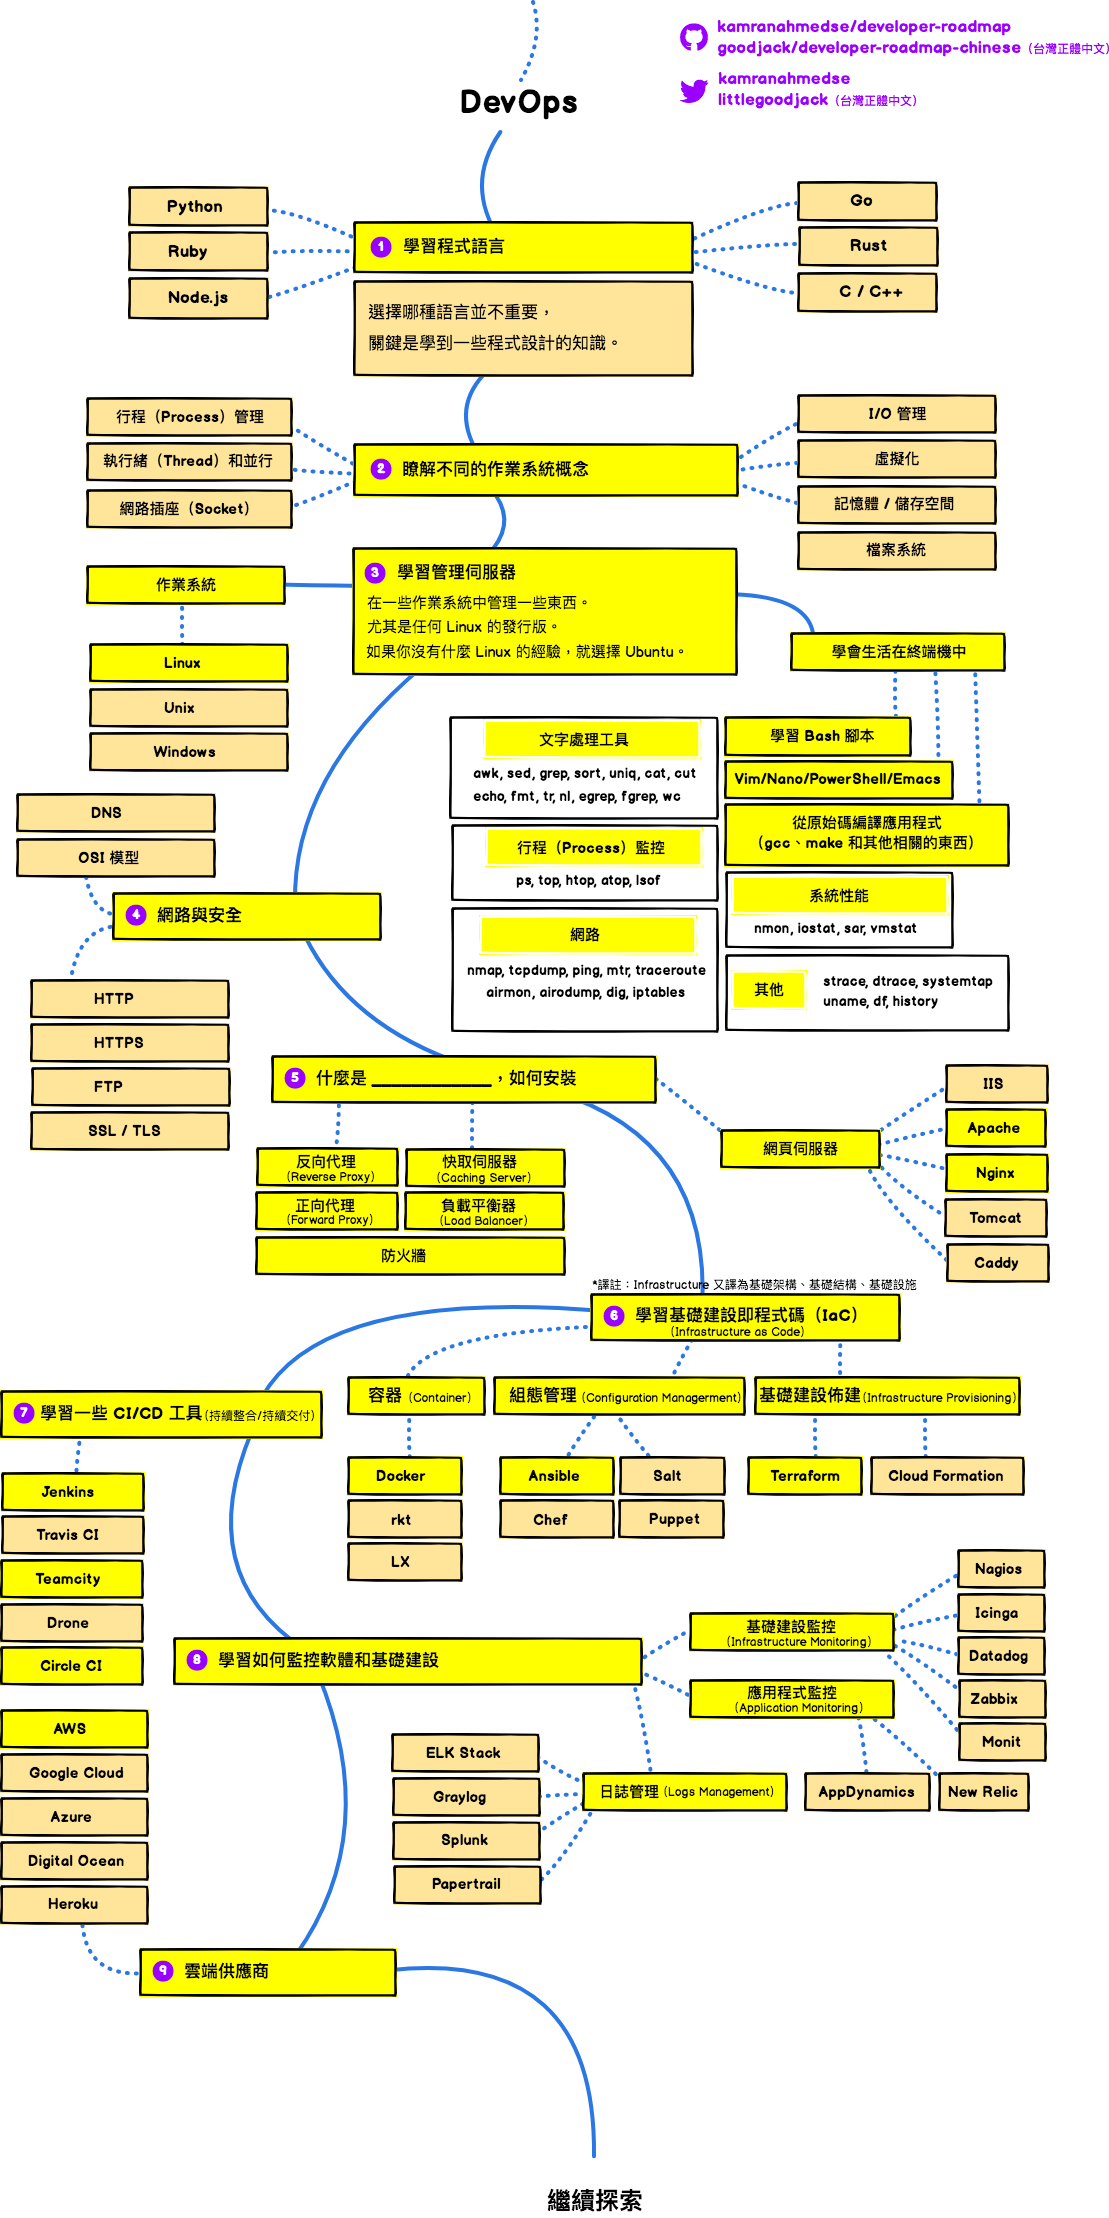 kamranahmedse/developer-roadmap
goodjack/developer-roadmap-chinese（台灣正體中文）
kamranahmedse
littlegoodjack（台灣正體中文）
DevOps
Python
Ruby
Node.js
1 學習程式語言
選擇哪種語言並不重要，
關鍵是學到一些程式設計的知識。
Go
Rust
C / C++
行程（Process）管理
執行緒（Thread）和並行
網路插座（Socket）
2 瞭解不同的作業系統概念
I/O 管理
虛擬化
記憶體 / 儲存空間
檔案系統
3 學習管理伺服器
在一些作業系統中管理一些東西。
尤其是任何 Linux 的發行版。
如果你沒有什麼 Linux 的經驗，就選擇 Ubuntu。
作業系統
Linux
Unix
Windows
學會生活在終端機中
文字處理工具
awk, sed, grep, sort, uniq, cat, cut
echo, fmt, tr, nl, egrep, fgrep, wc
行程（Process）監控
ps, top, htop, atop, lsof
網路
nmap, tcpdump, ping, mtr, traceroute
airmon, airodump, dig, iptables
學習 Bash 腳本
Vim/Nano/PowerShell/Emacs
從原始碼編譯應用程式
（gcc、make 和其他相關的東西）
系統性能
nmon, iostat, sar, vmstat
其他
strace, dtrace, systemtap
uname, df, history
DNS
OSI 模型
4 網路與安全
HTTP
HTTPS
FTP
SSL / TLS
5 什麼是 ____________，如何安裝
反向代理
（Reverse Proxy）
快取伺服器
（Caching Server）
正向代理
（Forward Proxy）
負載平衡器
（Load Balancer）
防火牆
網頁伺服器
IIS
Apache
Nginx
Tomcat
Caddy
*譯註：Infrastructure 又譯為基礎架構、基礎結構、基礎設施
6 學習基礎建設即程式碼（IaC）
（Infrastructure as Code）
容器（Container）
Docker
rkt
LX
組態管理（Configuration Managerment）
Ansible
Salt
Chef
Puppet
基礎建設佈建（Infrastructure Provisioning）
Terraform
Cloud Formation
7 學習一些 CI/CD 工具（持續整合/持續交付）
Jenkins
Travis CI
Teamcity
Drone
Circle CI
8 學習如何監控軟體和基礎建設
基礎建設監控
（Infrastructure Monitoring）
Nagios
Icinga
Datadog
Zabbix
Monit
應用程式監控
（Application Monitoring）
AppDynamics
New Relic
日誌管理（Logs Management）
ELK Stack
Graylog
Splunk
Papertrail
AWS
Google Cloud
Azure
Digital Ocean
Heroku
9 雲端供應商
繼續探索